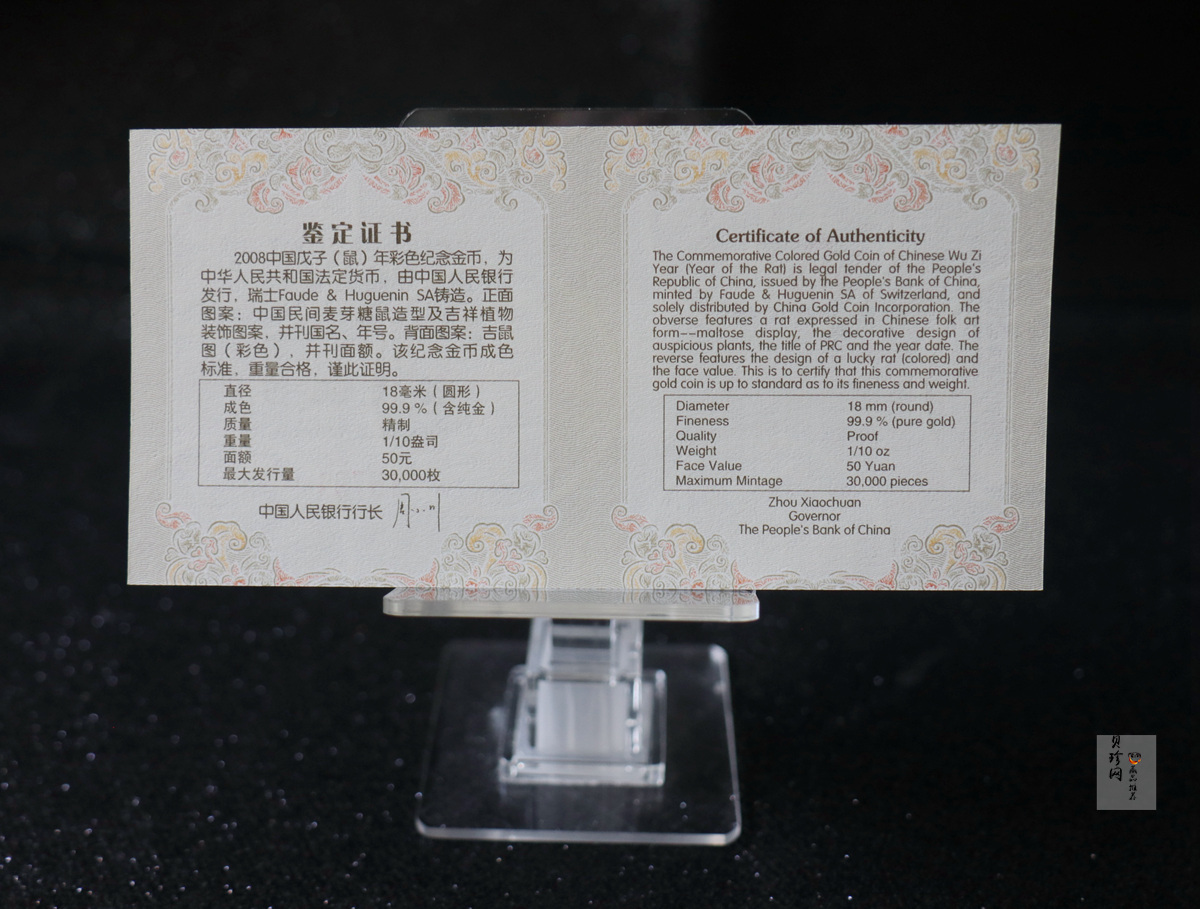 鉴定证书
2008中国戊子（鼠）年彩色纪念金币，为
中华人民共和国法定货币，由中国人民银行
发行，瑞士Faude & Huguenin SA铸造。正面
图案：中国民间麦芽糖鼠造型及吉祥植物
装饰图案，并刊国名、年号。背面图案：吉鼠
图（彩色），并刊面额。该纪念金币成色
标准，重量合格，谨此证明。
直径 18毫米（圆形）
成色 99.9%（含纯金）
质量 精制
重量 1/10盎司
面额 50元
最大发行量 30,000枚
中国人民银行行长
Certificate of Authenticity
The Commemorative Colored Gold Coin of Chinese Wu Zi
Year (Year of the Rat) is legal tender of the People's
Republic of China, issued by the People's Bank of China,
minted by Faude & Huguenin SA of Switzerland, and
solely distributed by China Gold Coin Incorporation. The
obverse features a rat expressed in Chinese folk art
form--maltose display, the decorative design of
auspicious plants, the title of PRC and the year date. The
reverse features the design of a lucky rat (colored) and
the face value. This is to certify that this commemorative
gold coin is up to standard as to its fineness and weight.
Diameter 18 mm (round)
Fineness 99.9 % (pure gold)
Quality Proof
Weight 1/10 oz
Face Value 50 Yuan
Maximum Mintage 30,000 pieces
Zhou Xiaochuan
Governor
The People's Bank of China
贝珍网